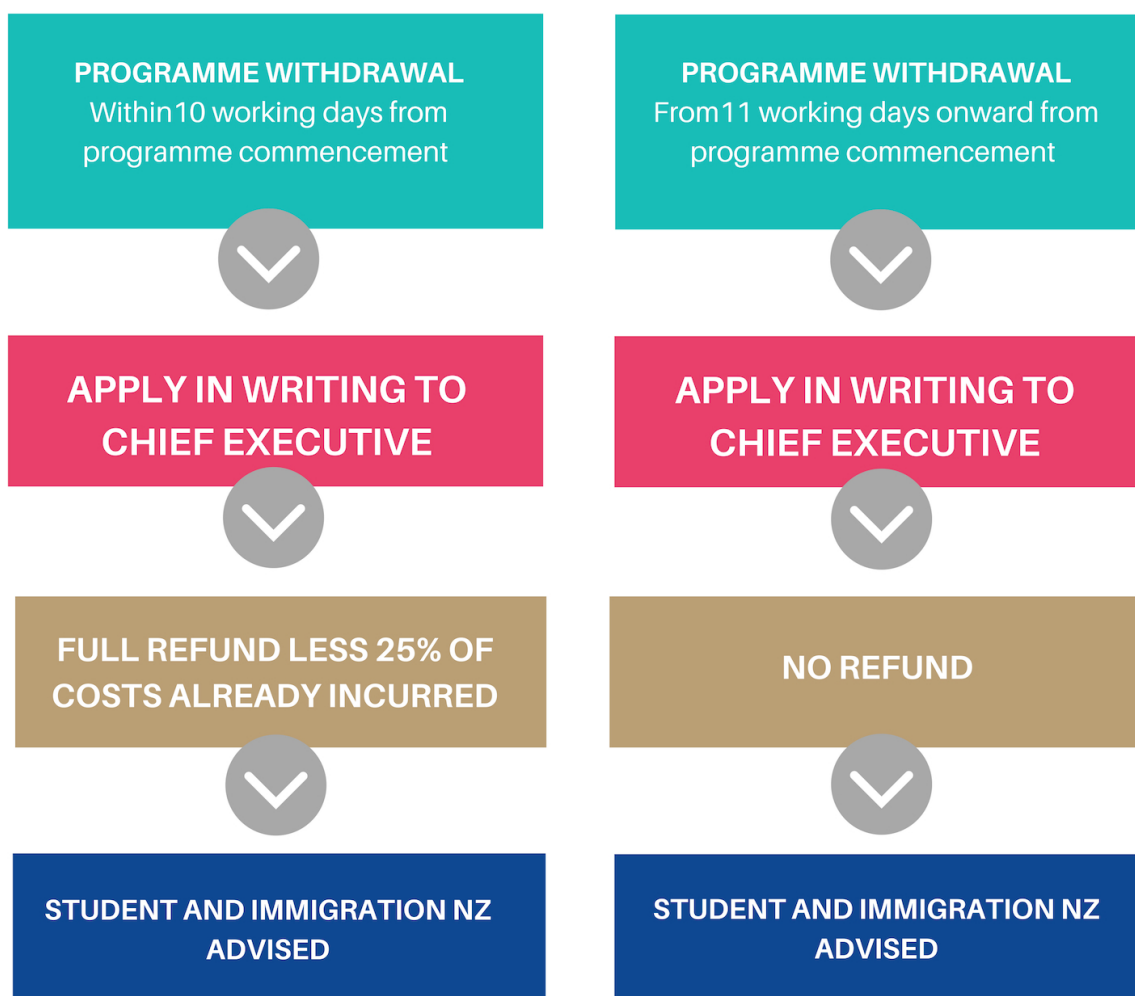 PROGRAMME WITHDRAWAL
Within10 working days from
programme commencement
APPLY IN WRITING TO
CHIEF EXECUTIVE
FULL REFUND LESS 25% OF
COSTS ALREADY INCURRED
STUDENT AND IMMIGRATION NZ
ADVISED
PROGRAMME WITHDRAWAL
From11 working days onward from
programme commencement
APPLY IN WRITING TO
CHIEF EXECUTIVE
NO REFUND
STUDENT AND IMMIGRATION NZ
ADVISED